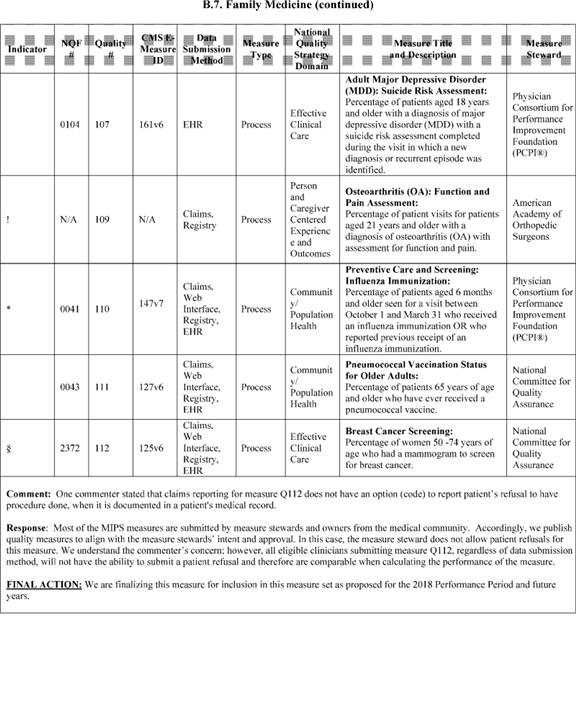 B.7. Family Medicine (continued)
Indicator
NQF
#
Quality
#
CMS E-
Measure
ID
Data
Submission
Method
Measure
Type
National
Quality
Strategy
Domain
Measure Title
and Description
Measure
Steward
0104
107
161v6
EHR
Process
Effective
Clinical
Care
Adult Major Depressive Disorder
(MDD): Suicide Risk Assessment:
Percentage of patients aged 18 years
and older with a diagnosis of major
depressive disorder (MDD) with a
suicide risk assessment completed
during the visit in which a new
diagnosis or recurrent episode was
identified.
Physician
Consortium for
Performance
Improvement
Foundation
(PCPI®)
!
N/A
109
N/A
Claims,
Registry
Process
Person
and
Caregiver
Centered
Experienc
e and
Outcomes
Osteoarthritis (OA): Function and
Pain Assessment:
Percentage of patient visits for patients
aged 21 years and older with a
diagnosis of osteoarthritis (OA) with
assessment for function and pain.
American
Academy of
Orthopedic
Surgeons
*
0041
110
147v7
Claims,
Web
Interface,
Registry,
EHR
Process
Communit
y/
Population
Health
Preventive Care and Screening:
Influenza Immunization:
Percentage of patients aged 6 months
and older seen for a visit between
October 1 and March 31 who received
an influenza immunization OR who
reported previous receipt of an
influenza immunization.
Physician
Consortium for
Performance
Improvement
Foundation
(PCPI®)
0043
111
127v6
Claims,
Web
Interface,
Registry,
EHR
Process
Communit
y/
Population
Health
Pneumococcal Vaccination Status
for Older Adults:
Percentage of patients 65 years of age
and older who have ever received a
pneumococcal vaccine.
National
Committee for
Quality
Assurance
§
2372
112
125v6
Claims,
Web
Interface,
Registry,
EHR
Process
Effective
Clinical
Care
Breast Cancer Screening:
Percentage of women 50 -74 years of
age who had a mammogram to screen
for breast cancer.
National
Committee for
Quality
Assurance
Comment: One commenter stated that claims reporting for measure Q112 does not have an option (code) to report patient's refusal to have
procedure done, when it is documented in a patient's medical record.
Response: Most of the MIPS measures are submitted by measure stewards and owners from the medical community. Accordingly, we publish
quality measures to align with the measure stewards' intent and approval. In this case, the measure steward does not allow patient refusals for
this measure. We understand the commenter's concern; however, all eligible clinicians submitting measure Q112, regardless of data submission
method, will not have the ability to submit a patient refusal and therefore are comparable when calculating the performance of the measure.
FINAL ACTION: We are finalizing this measure for inclusion in this measure set as proposed for the 2018 Performance Period and future
years.